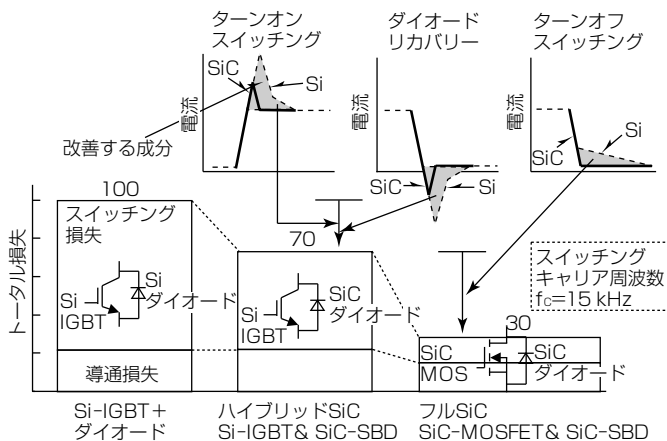 ターンオン
スイッチング
ダイオード
リカバリー
ターンオフ
スイッチング
電流
SiC
Si
改善する成分
電流
SiC
Si
電流
SiC
Si
トータル損失
100
スイッチング
損失
Si
IGBT
Si
ダイオード
導通損失
70
Si
IGBT
SiC
ダイオード
スイッチング
キャリア周波数
fc=15 kHz
30
SiC
MOS
SiC
ダイオード
Si-IGBT＋
ダイオード
ハイブリッドSiC
Si-IGBT& SiC-SBD
フルSiC
SiC-MOSFET& SiC-SBD